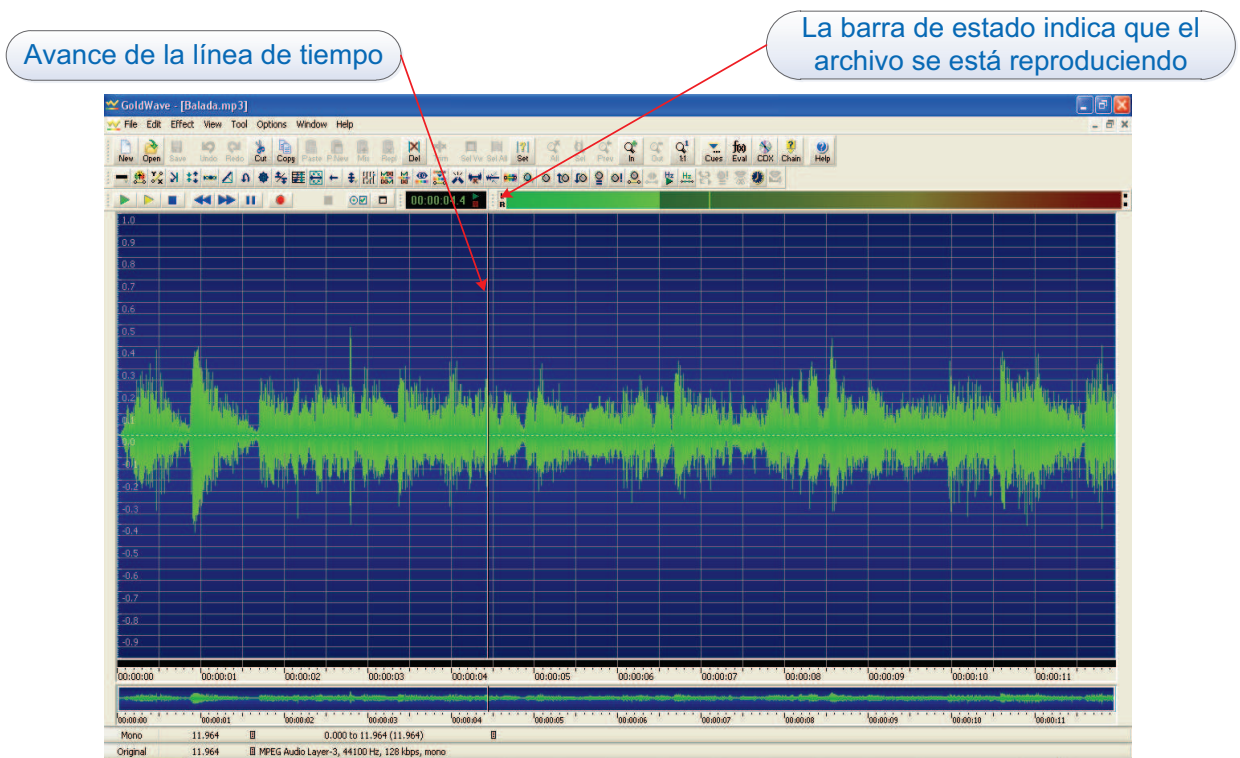 Avance de la línea de tiempo
La barra de estado indica que el
archivo se está reproduciendo
GoldWave - [Balada.mp3]
File Edit Effect View Tool Options Window Help
New Open Save Undo Redo Cut Copy Paste P.New Mix Repl Del Trim Sel Vw Sel All Set All Sel Prev In Out 1:1 Cues Eval CDX Chain Help
00:00:04.4
R
1.0
0.9
0.8
0.7
0.6
0.5
0.4
0.3
0.2
0.1
0.0
-0.2
-0.3
-0.4
-0.5
-0.6
-0.7
-0.8
-0.9
00:00:00 00:00:01 00:00:02 00:00:03 00:00:04 00:00:05 00:00:06 00:00:07 00:00:08 00:00:09 00:00:10 00:00:11
00:00:00 00:00:01 00:00:02 00:00:03 00:00:04 00:00:05 00:00:06 00:00:07 00:00:08 00:00:09 00:00:10 00:00:11
Mono 11.964 0.000 to 11.964 (11.964)
Original 11.964 MPEG Audio Layer-3, 44100 Hz, 128 kbps, mono